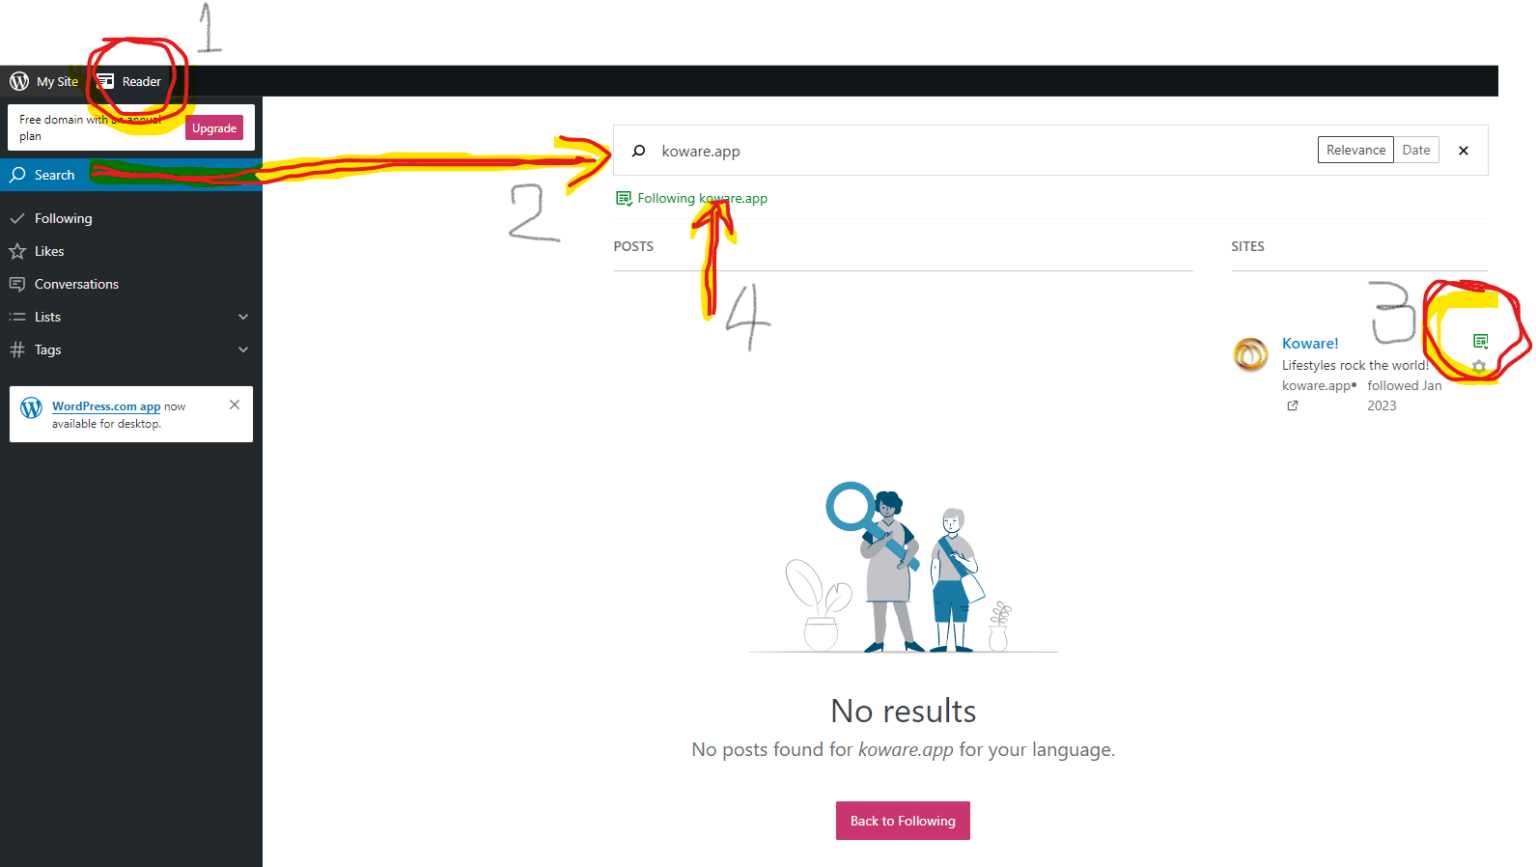 1
My Site
Reader
Free domain with an annual
plan
Upgrade
Search
koware.app
Relevance
Date
2
Following koware.app
Following
Likes
Conversations
Lists
Tags
POSTS
SITES
3
4
Koware!
Lifestyles rock the world!
koware.app• followed Jan
2023
WordPress.com app now
available for desktop.
No results
No posts found for koware.app for your language.
Back to Following